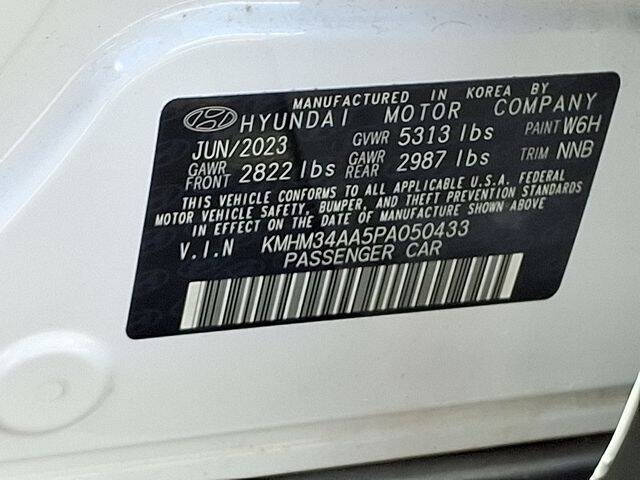 MANUFACTURED IN KOREA BY
HYUNDAI MOTOR COMPANY
JUN/2023 GVWR 5313 lbs PAINT W6H
GAWR FRONT 2822 lbs GAWR REAR 2987 lbs TRIM NNB
THIS VEHICLE CONFORMS TO ALL APPLICABLE U.S.A. FEDERAL
MOTOR VEHICLE SAFETY, BUMPER, AND THEFT PREVENTION STANDARDS
IN EFFECT ON THE DATE OF MANUFACTURE SHOWN ABOVE
V.I.N KMHM34AA5PA050433
PASSENGER CAR